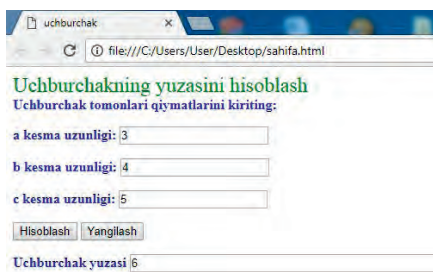 uchburchak
file:///C:/Users/User/Desktop/sahifa.html
Uchburchakning yuzasini hisoblash
Uchburchak tomonlari qiymatlarini kiriting:
a kesma uzunligi: 3
b kesma uzunligi: 4
c kesma uzunligi: 5
Hisoblash Yangilash
Uchburchak yuzasi 6